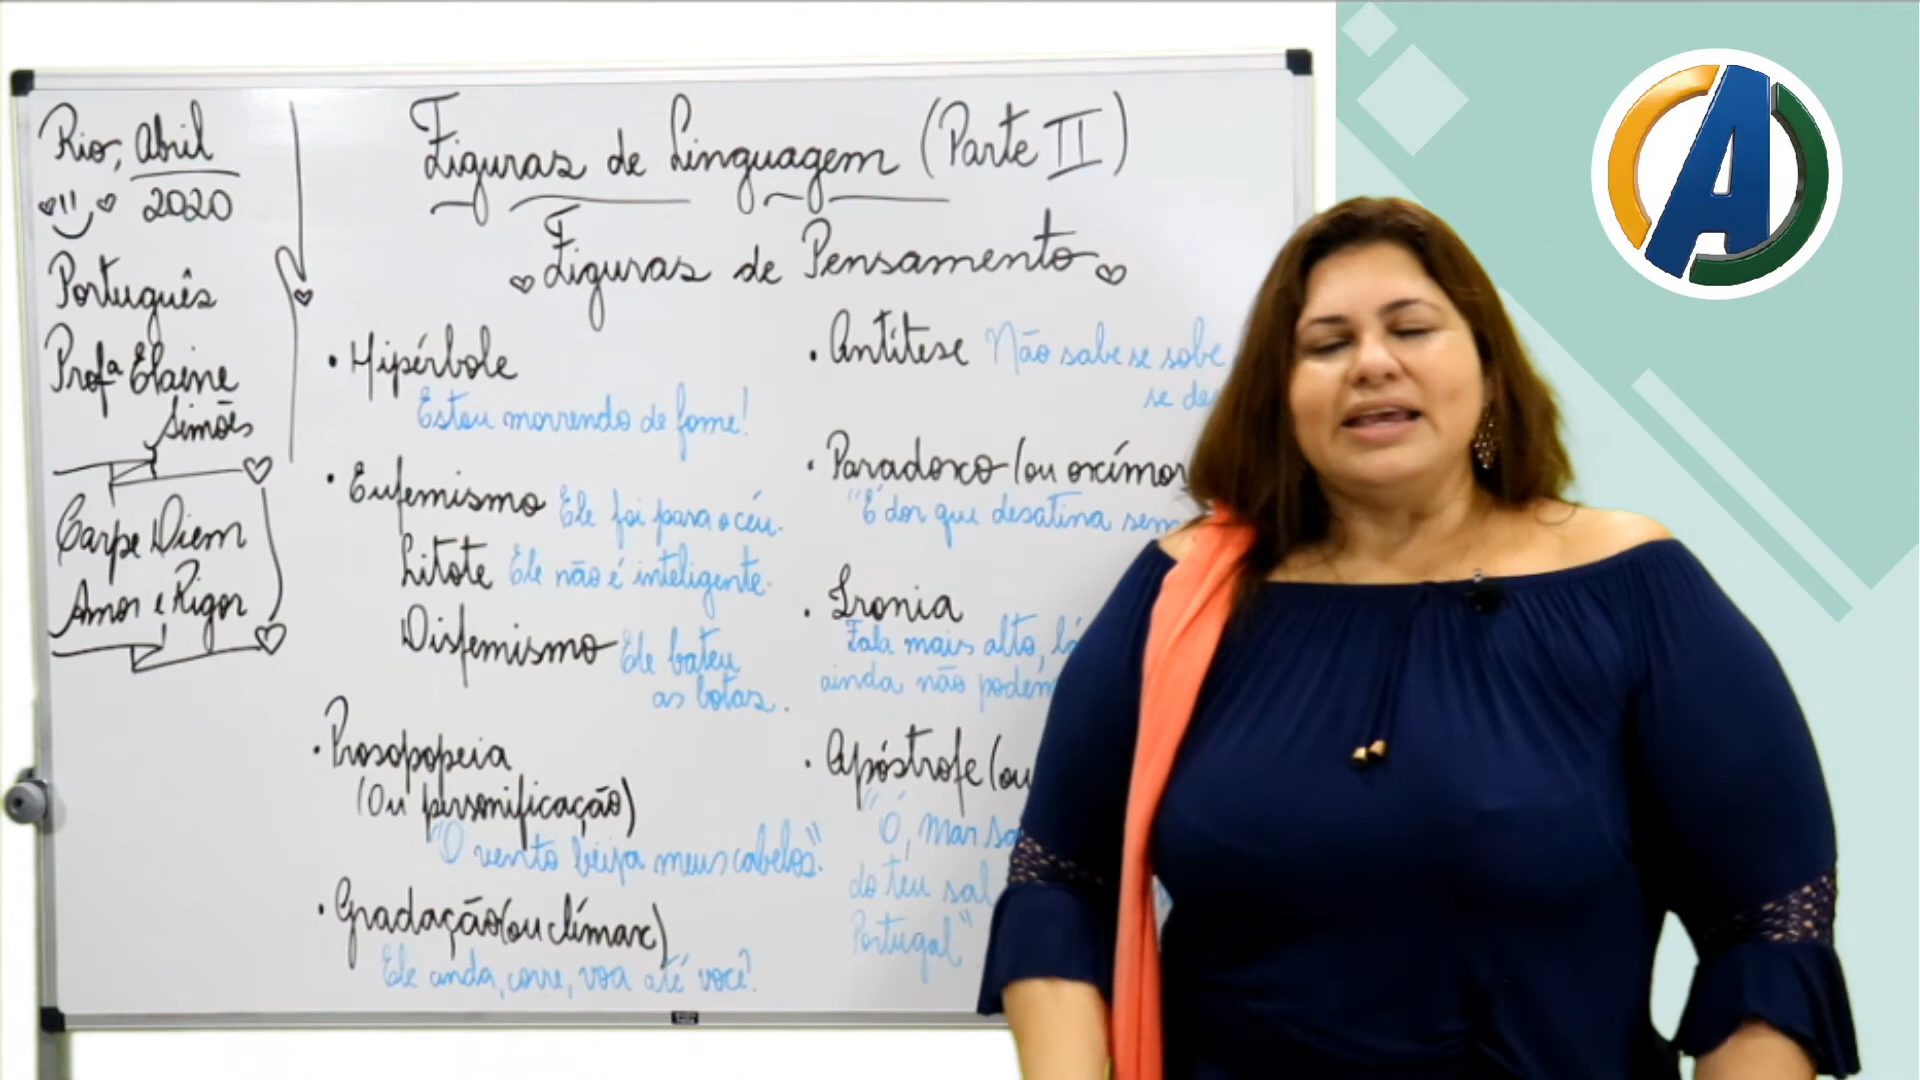 Rio, Abril
2020
Português
Profª Elaine
Simões
Carpe Diem
Amor e Rigor
Figuras de Linguagem (Parte II)
Figuras de Pensamento
• Hipérbole
Estou morrendo de fome!
• Eufemismo Ele foi para o céu.
Litote Ele não é inteligente.
Disfemismo Ele bateu
as botas.
• Prosopopeia
(Ou personificação)
"O vento beija meus cabelos".
• Gradação (ou clímax)
Ele anda, corre, voa até você!
• Antítese Não sabe se sobe
se
• Paradoxo (ou
"É dor que desatina sem
• Ironia
Fala mais alto, lá
ainda não
• Apóstrofe (ou
"Ó, mar
do teu sal
Portugal"
A